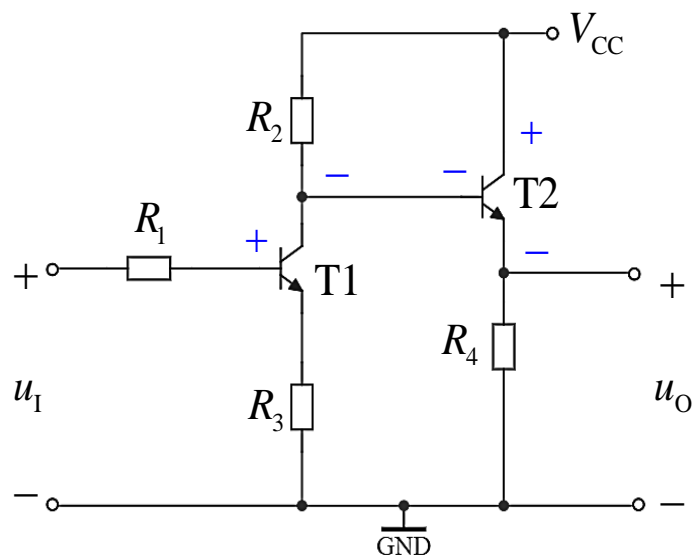 V_CC
R_2
+
−
−
T2
R_1
+
−
+
T1
+
R_4
u_I
R_3
u_O
−
−
GND